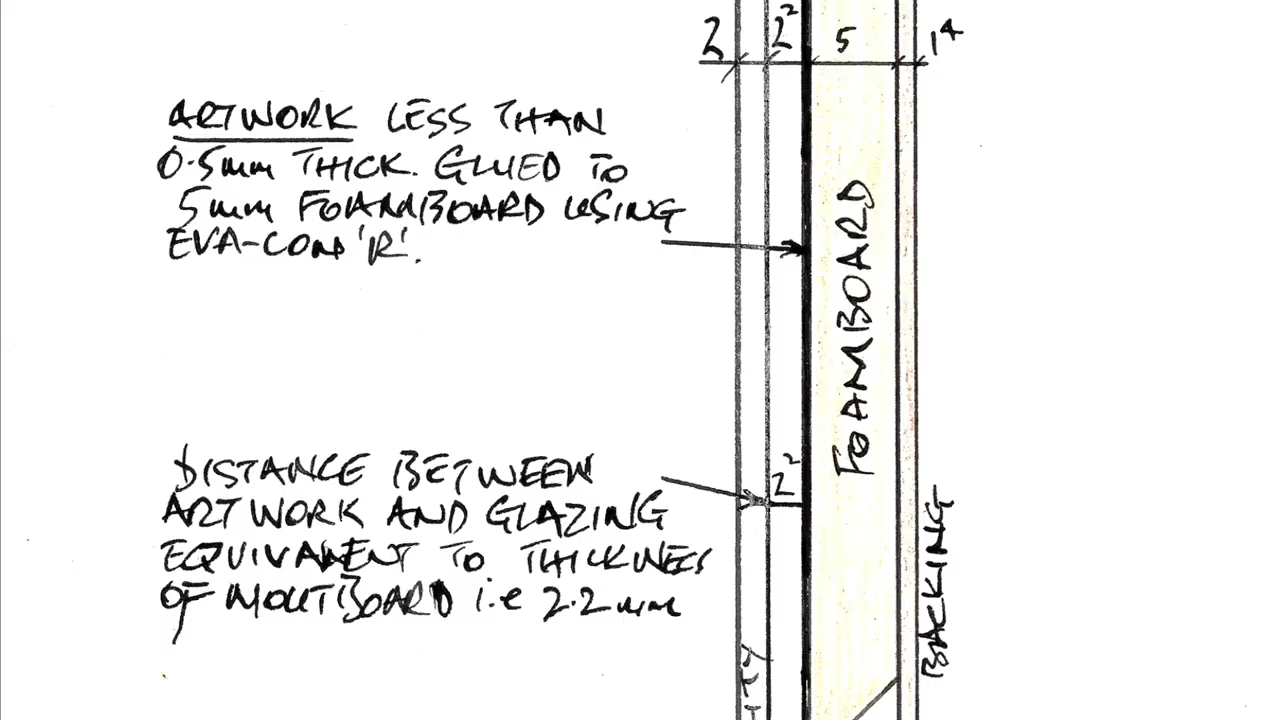 2 2² 5 1⁴
ARTWORK LESS THAN
0.5mm THICK. GLUED TO
5mm FOAMBOARD USING
EVA-CON 'R'.
FOAMBOARD
2²
DISTANCE BETWEEN
ARTWORK AND GLAZING
EQUIVALENT TO THICKNESS
OF MOUTBOARD i.e 2.2mm
BACKING